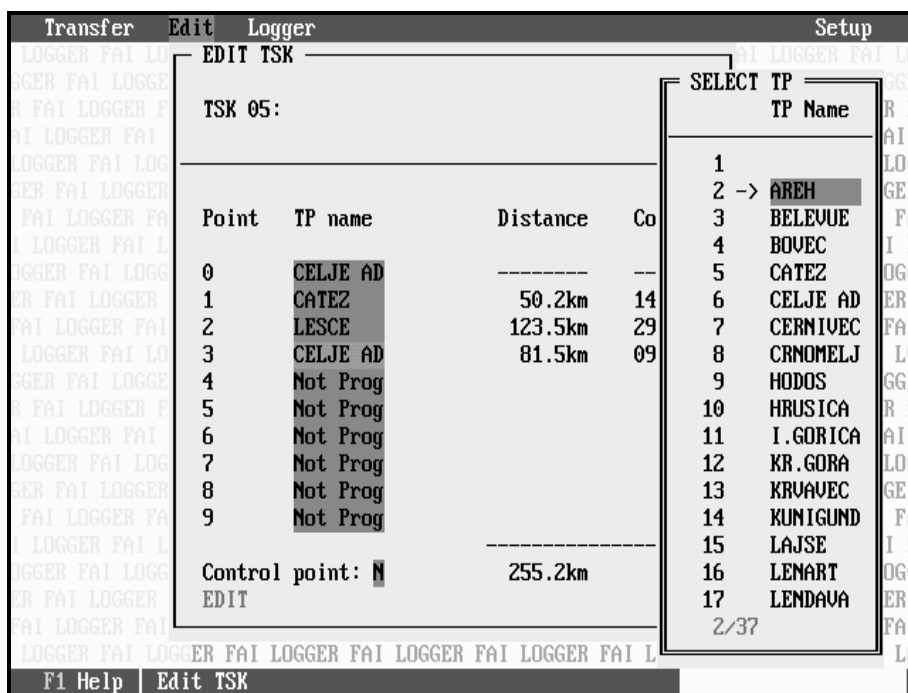 Transfer Edit Logger Setup
EDIT TSK
TSK 05:
Point TP name Distance Co
0 CELJE AD -------- --
1 CATEZ 50.2km 14
2 LESCE 123.5km 29
3 CELJE AD 81.5km 09
4 Not Prog
5 Not Prog
6 Not Prog
7 Not Prog
8 Not Prog
9 Not Prog
Control point: N 255.2km
EDIT
SELECT TP
TP Name
1
2 -> AREH
3 BELEVUE
4 BOVEC
5 CATEZ
6 CELJE AD
7 CERNIVEC
8 CRNOMELJ
9 HODOS
10 HRUSICA
11 I.GORICA
12 KR.GORA
13 KRVAVEC
14 KUNIGUND
15 LAJSE
16 LENART
17 LENDAVA
2/37
LOGGER FAI LOGGER FAI LOGGER FAI LOGGER FAI LOGGER FAI L
F1 Help Edit TSK